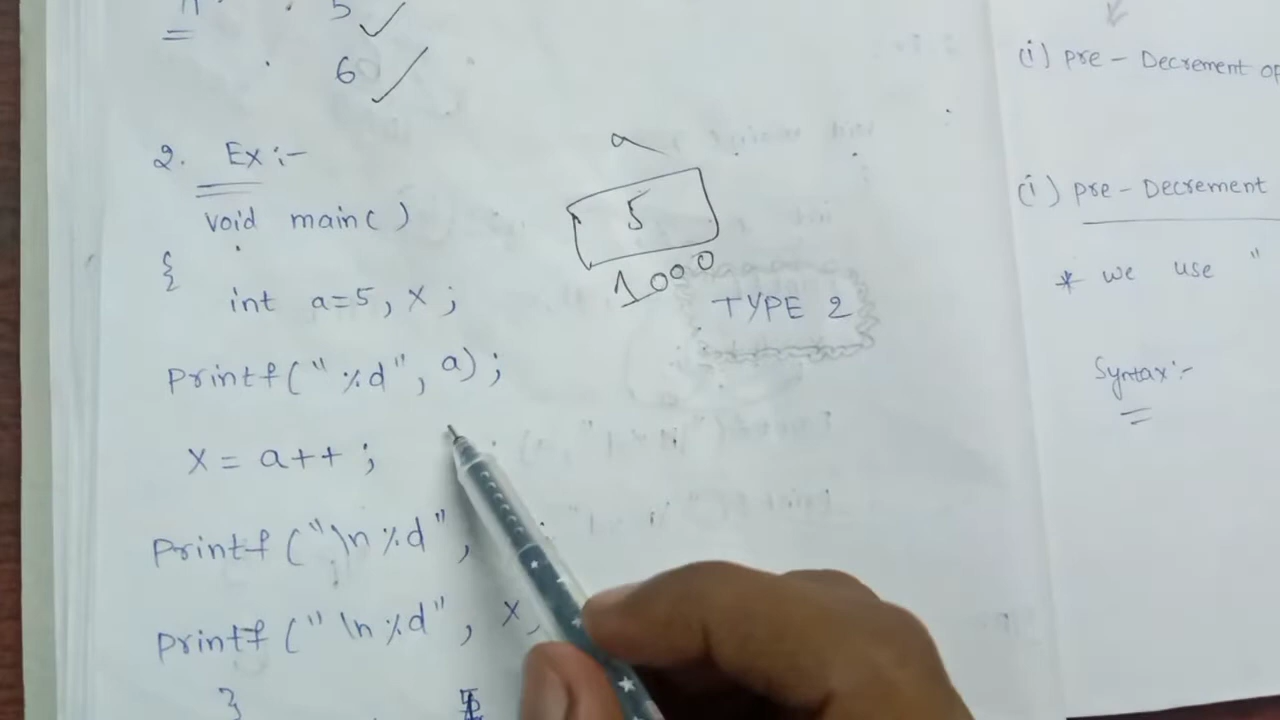 5
6
2. Ex:-
void main()
{
int a=5, x;
printf("%d", a);
x = a++;
printf("\n%d",
printf("\n%d", x,
}
a
5
1000
TYPE 2
(i) pre - Decrement op
(i) pre - Decrement
* we use "
Syntax:-